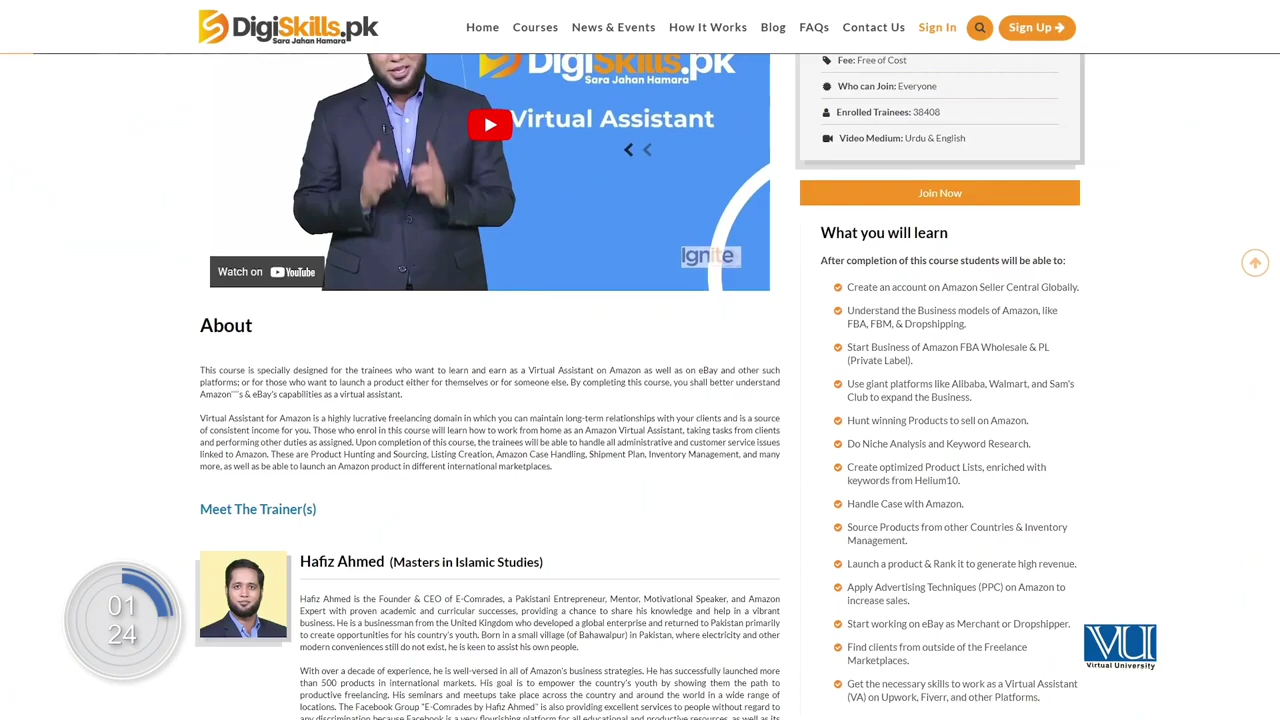 DigiSkills.pk
Sara Jahan Hamara
Home Courses News & Events How It Works Blog FAQs Contact Us Sign In Sign Up
DigiSkills.pk
Sara Jahan Hamara
Virtual Assistant
Ignite
Watch on YouTube
Fee: Free of Cost
Who can Join: Everyone
Enrolled Trainees: 38408
Video Medium: Urdu & English
Join Now
About
This course is specially designed for the trainees who want to learn and earn as a Virtual Assistant on Amazon as well as on eBay and other such
platforms; or for those who want to launch a product either for themselves or for someone else. By completing this course, you shall better understand
Amazon""s & eBay's capabilities as a virtual assistant.
Virtual Assistant for Amazon is a highly lucrative freelancing domain in which you can maintain long-term relationships with your clients and is a source
of consistent income for you. Those who enrol in this course will learn how to work from home as an Amazon Virtual Assistant, taking tasks from clients
and performing other duties as assigned. Upon completion of this course, the trainees will be able to handle all administrative and customer service issues
linked to Amazon. These are Product Hunting and Sourcing, Listing Creation, Amazon Case Handling, Shipment Plan, Inventory Management, and many
more, as well as be able to launch an Amazon product in different international marketplaces.
Meet The Trainer(s)
Hafiz Ahmed (Masters in Islamic Studies)
Hafiz Ahmed is the Founder & CEO of E-Comrades, a Pakistani Entrepreneur, Mentor, Motivational Speaker, and Amazon
Expert with proven academic and curricular successes, providing a chance to share his knowledge and help in a vibrant
business. He is a businessman from the United Kingdom who developed a global enterprise and returned to Pakistan primarily
to create opportunities for his country's youth. Born in a small village (of Bahawalpur) in Pakistan, where electricity and other
modern conveniences still do not exist, he is keen to assist his own people.
With over a decade of experience, he is well-versed in all of Amazon's business strategies. He has successfully launched more
than 500 products in international markets. His goal is to empower the country's youth by showing them the path to
productive freelancing. His seminars and meetups take place across the country and around the world in a wide range of
locations. The Facebook Group "E-Comrades by Hafiz Ahmed" is also providing excellent services to people without regard to
any discrimination because Facebook is a very flourishing platform for all educational and productive resources, as well as its
What you will learn
After completion of this course students will be able to:
Create an account on Amazon Seller Central Globally.
Understand the Business models of Amazon, like
FBA, FBM, & Dropshipping.
Start Business of Amazon FBA Wholesale & PL
(Private Label).
Use giant platforms like Alibaba, Walmart, and Sam's
Club to expand the Business.
Hunt winning Products to sell on Amazon.
Do Niche Analysis and Keyword Research.
Create optimized Product Lists, enriched with
keywords from Helium10.
Handle Case with Amazon.
Source Products from other Countries & Inventory
Management.
Launch a product & Rank it to generate high revenue.
Apply Advertising Techniques (PPC) on Amazon to
increase sales.
Start working on eBay as Merchant or Dropshipper.
Find clients from outside of the Freelance
Marketplaces.
Get the necessary skills to work as a Virtual Assistant
(VA) on Upwork, Fiverr, and other Platforms.
01
24
VU
Virtual University